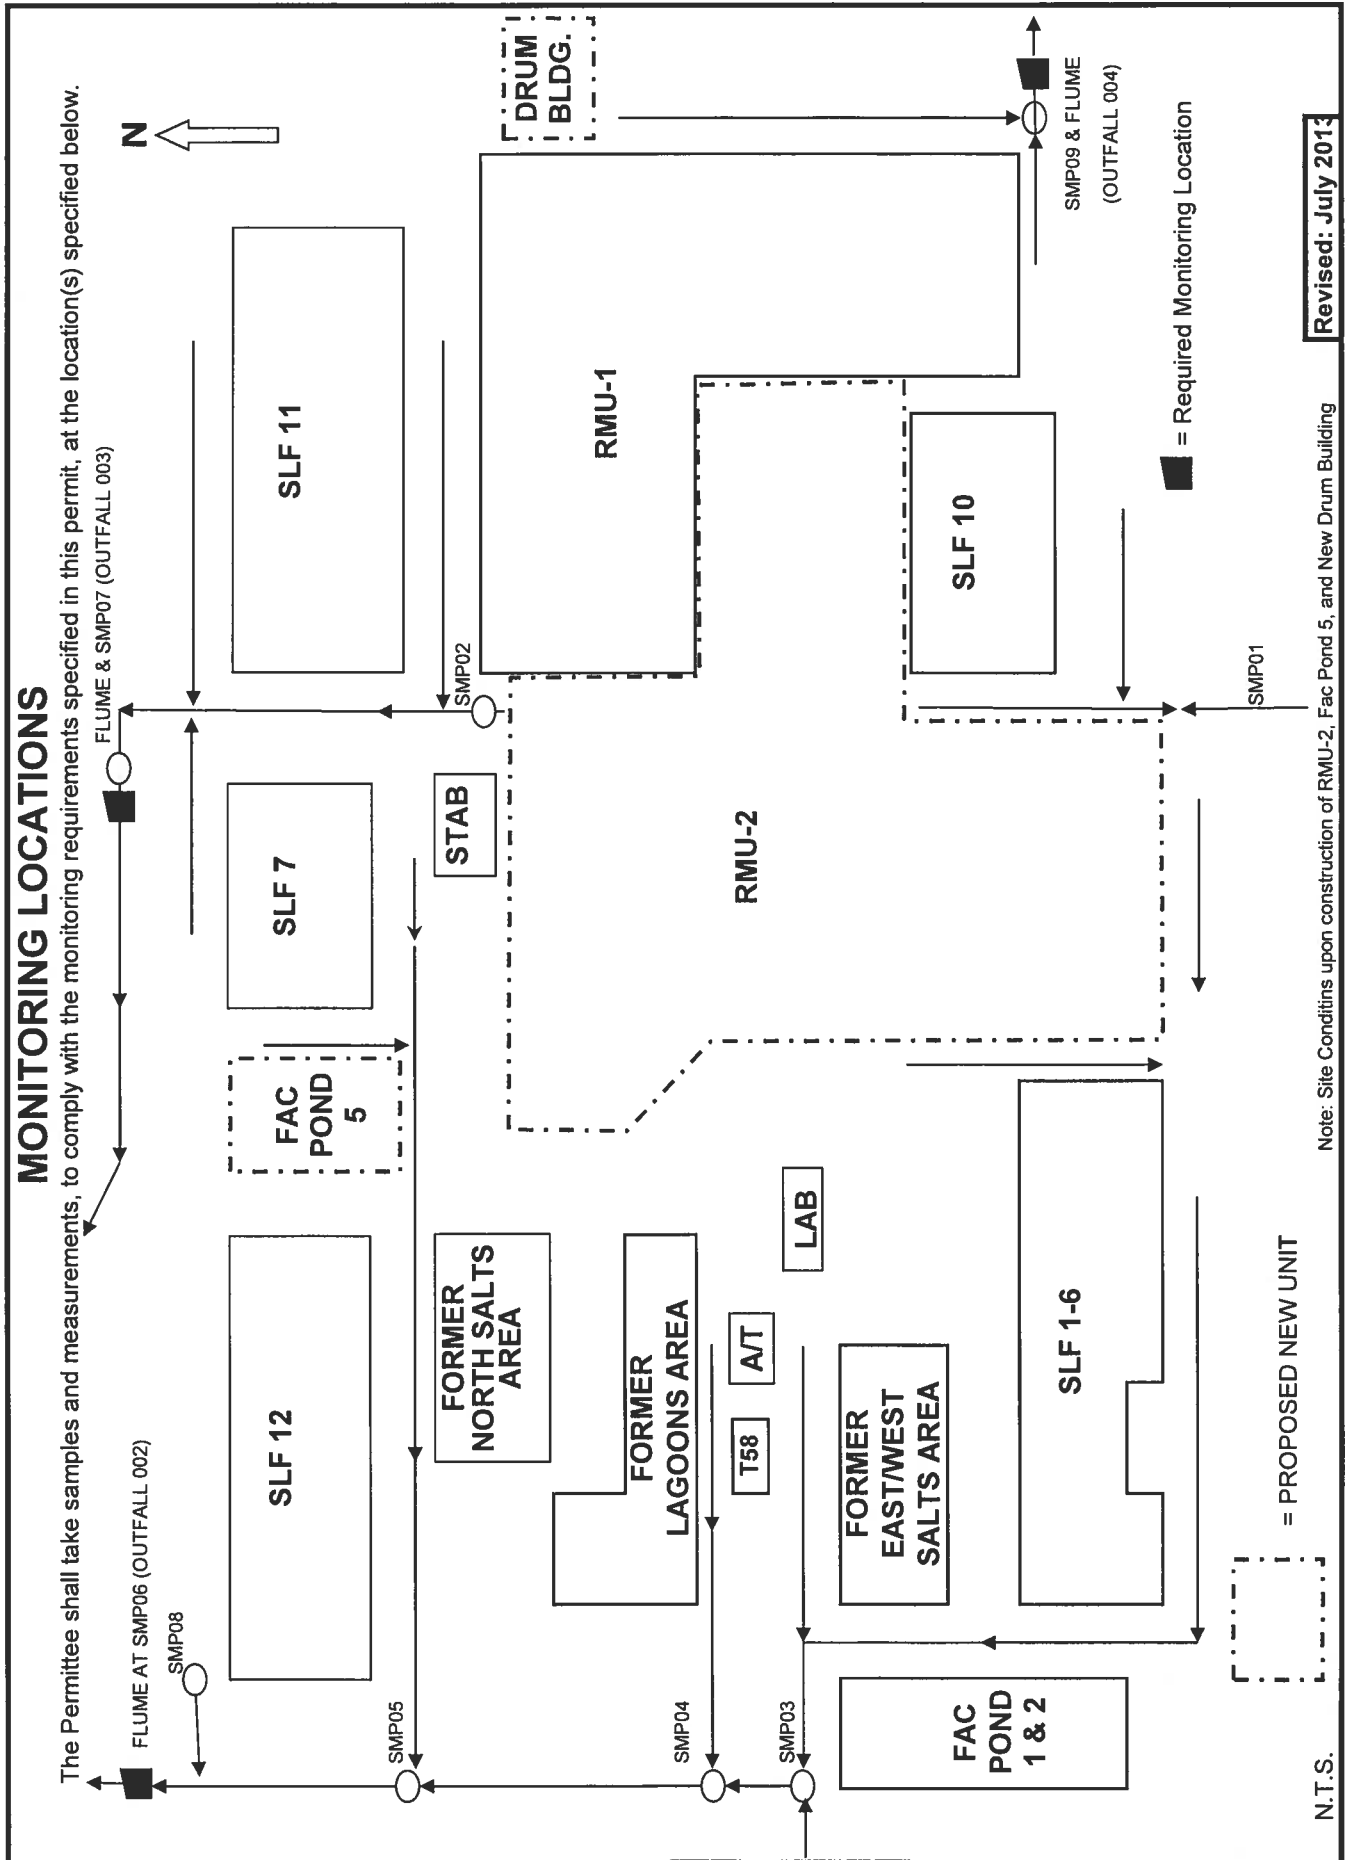 MONITORING LOCATIONS
The Permittee shall take samples and measurements, to comply with the monitoring requirements specified in this permit, at the location(s) specified below.
FLUME AT SMP06 (OUTFALL 002)
FLUME & SMP07 (OUTFALL 003)
N
SMP08
SLF 12
FAC
POND
5
SLF 7
SLF 11
SMP05
FORMER
NORTH SALTS
AREA
STAB
SMP02
DRUM
BLDG.
FORMER
LAGOONS AREA
RMU-1
SMP04
T58
A/T
LAB
RMU-2
SMP03
FORMER
EAST/WEST
SALTS AREA
FAC
POND
1 & 2
SLF 1-6
SLF 10
SMP09 & FLUME
(OUTFALL 004)
SMP01
= Required Monitoring Location
= PROPOSED NEW UNIT
N.T.S.
Note: Site Conditins upon construction of RMU-2, Fac Pond 5, and New Drum Building
Revised: July 2013